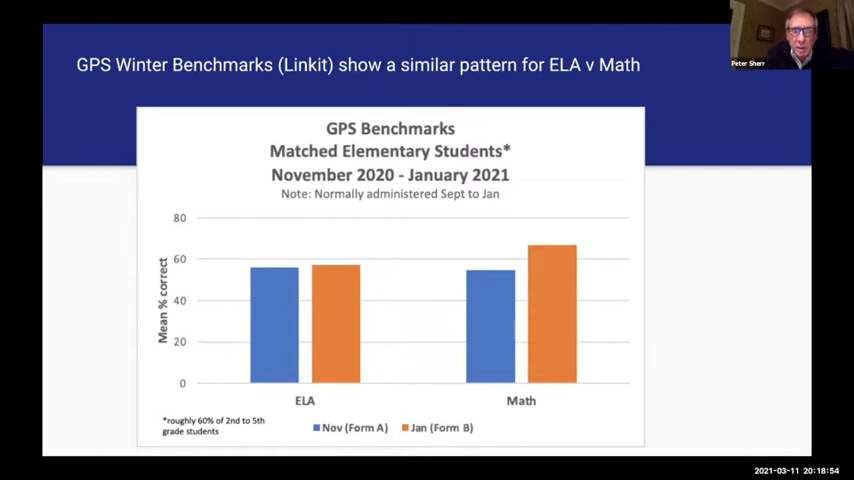 Peter Sherr
GPS Winter Benchmarks (Linkit) show a similar pattern for ELA v Math
GPS Benchmarks
Matched Elementary Students*
November 2020 - January 2021
Note: Normally administered Sept to Jan
80
60
40
20
0
Mean % correct
ELA
Math
*roughly 60% of 2nd to 5th
grade students
Nov (Form A)
Jan (Form B)
2021-03-11 20:18:54